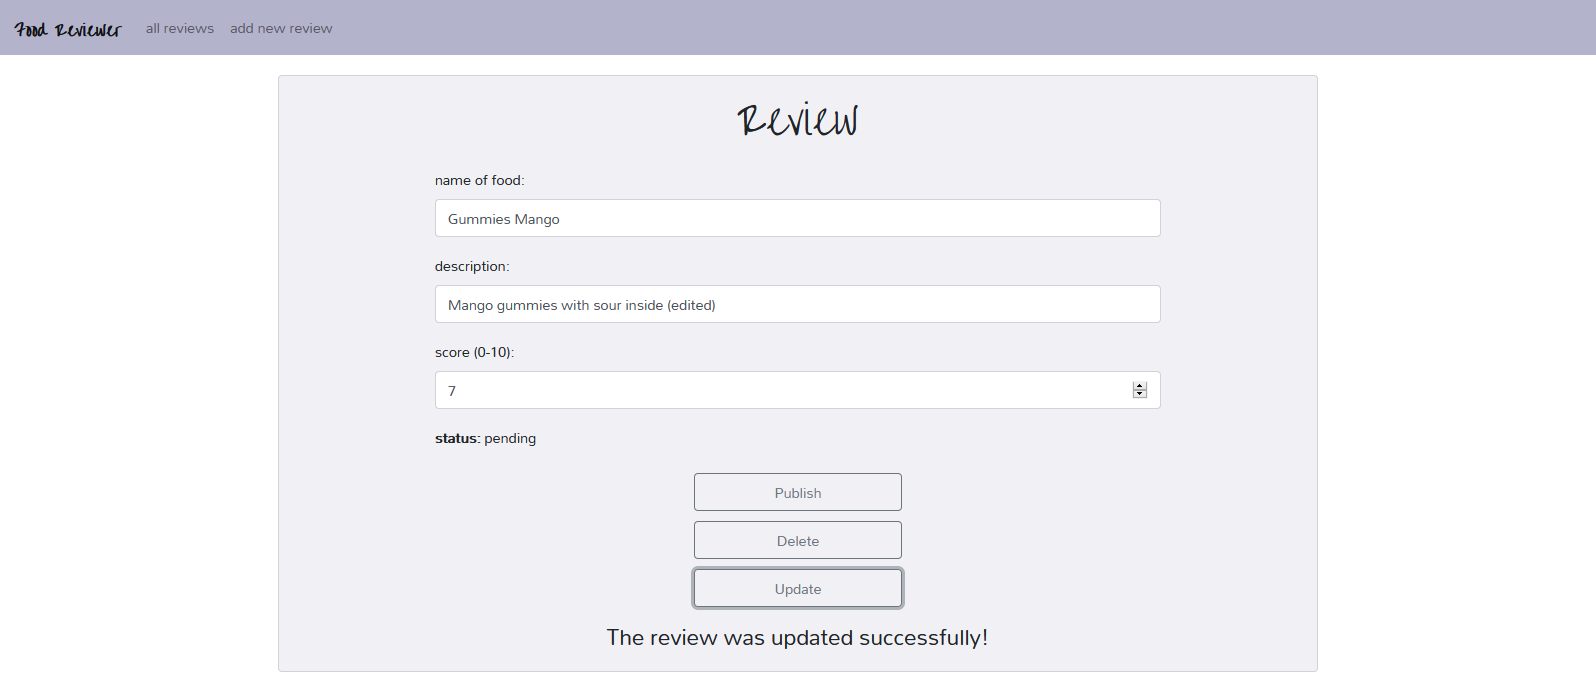 Food Reviewer all reviews add new review
Review
name of food:
Gummies Mango
description:
Mango gummies with sour inside (edited)
score (0-10):
7
status: pending
Publish
Delete
Update
The review was updated successfully!